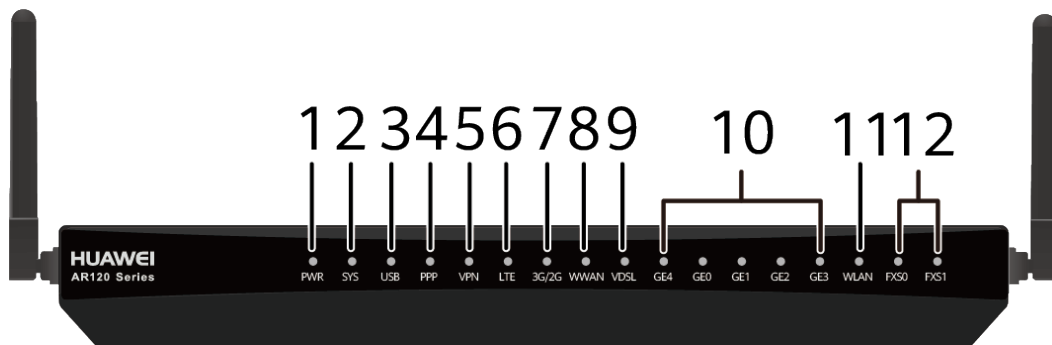 1 2 3 4 5 6 7 8 9 10 11 12
HUAWEI
AR120 Series
PWR SYS USB PPP VPN LTE 3G/2G WWAN VDSL GE4 GE0 GE1 GE2 GE3 WLAN FXS0 FXS1